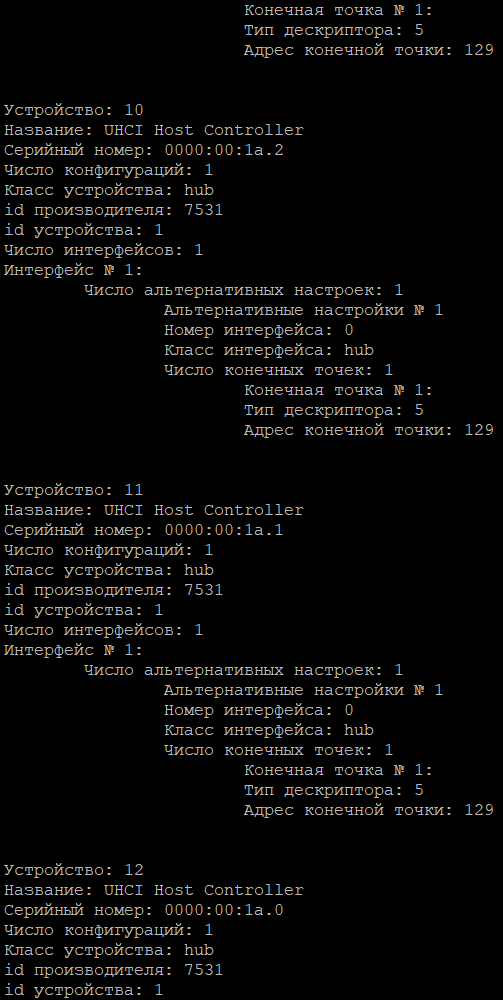 Конечная точка № 1:
Тип дескриптора: 5
Адрес конечной точки: 129
Устройство: 10
Название: UHCI Host Controller
Серийный номер: 0000:00:1a.2
Число конфигураций: 1
Класс устройства: hub
id производителя: 7531
id устройства: 1
Число интерфейсов: 1
Интерфейс № 1:
Число альтернативных настроек: 1
Альтернативные настройки № 1
Номер интерфейса: 0
Класс интерфейса: hub
Число конечных точек: 1
Конечная точка № 1:
Тип дескриптора: 5
Адрес конечной точки: 129
Устройство: 11
Название: UHCI Host Controller
Серийный номер: 0000:00:1a.1
Число конфигураций: 1
Класс устройства: hub
id производителя: 7531
id устройства: 1
Число интерфейсов: 1
Интерфейс № 1:
Число альтернативных настроек: 1
Альтернативные настройки № 1
Номер интерфейса: 0
Класс интерфейса: hub
Число конечных точек: 1
Конечная точка № 1:
Тип дескриптора: 5
Адрес конечной точки: 129
Устройство: 12
Название: UHCI Host Controller
Серийный номер: 0000:00:1a.0
Число конфигураций: 1
Класс устройства: hub
id производителя: 7531
id устройства: 1